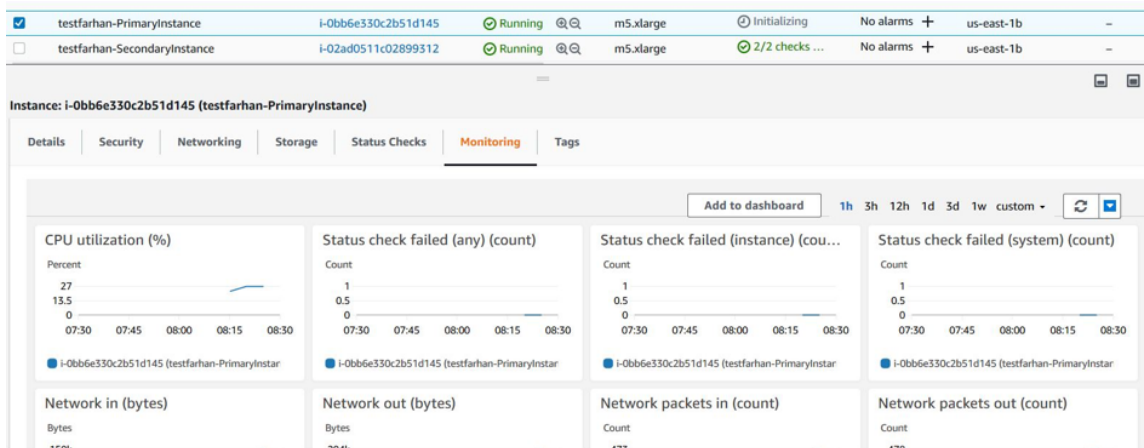 testfarhan-PrimaryInstance i-0bb6e330c2b51d145 Running m5.xlarge Initializing No alarms + us-east-1b –
testfarhan-SecondaryInstance i-02ad0511c02899312 Running m5.xlarge 2/2 checks ... No alarms + us-east-1b –
Instance: i-0bb6e330c2b51d145 (testfarhan-PrimaryInstance)
Details Security Networking Storage Status Checks Monitoring Tags
Add to dashboard 1h 3h 12h 1d 3d 1w custom
CPU utilization (%)
Percent
27
13.5
0
07:30 07:45 08:00 08:15 08:30
i-0bb6e330c2b51d145 (testfarhan-PrimaryInstar
Status check failed (any) (count)
Count
1
0.5
0
07:30 07:45 08:00 08:15 08:30
i-0bb6e330c2b51d145 (testfarhan-PrimaryInstar
Status check failed (instance) (cou...
Count
1
0.5
0
07:30 07:45 08:00 08:15 08:30
i-0bb6e330c2b51d145 (testfarhan-PrimaryInstar
Status check failed (system) (count)
Count
1
0.5
0
07:30 07:45 08:00 08:15 08:30
i-0bb6e330c2b51d145 (testfarhan-PrimaryInstar
Network in (bytes)
Bytes
Network out (bytes)
Bytes
Network packets in (count)
Count
Network packets out (count)
Count